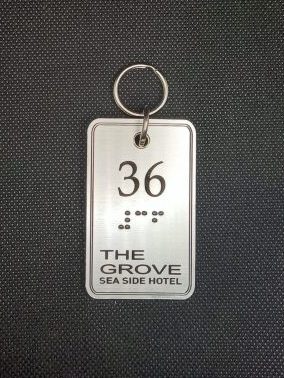 36
⠼⠉⠋
THE
GROVE
SEA SIDE HOTEL